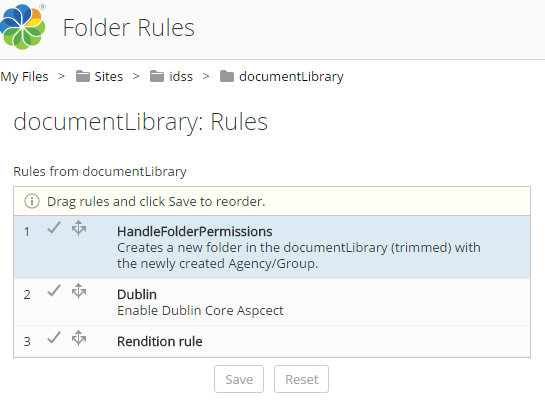 Folder Rules
My Files > Sites > idss > documentLibrary
documentLibrary: Rules
Rules from documentLibrary
Drag rules and click Save to reorder.
1 HandleFolderPermissions
Creates a new folder in the documentLibrary (trimmed) with
the newly created Agency/Group.
2 Dublin
Enable Dublin Core Aspcect
3 Rendition rule
Save Reset